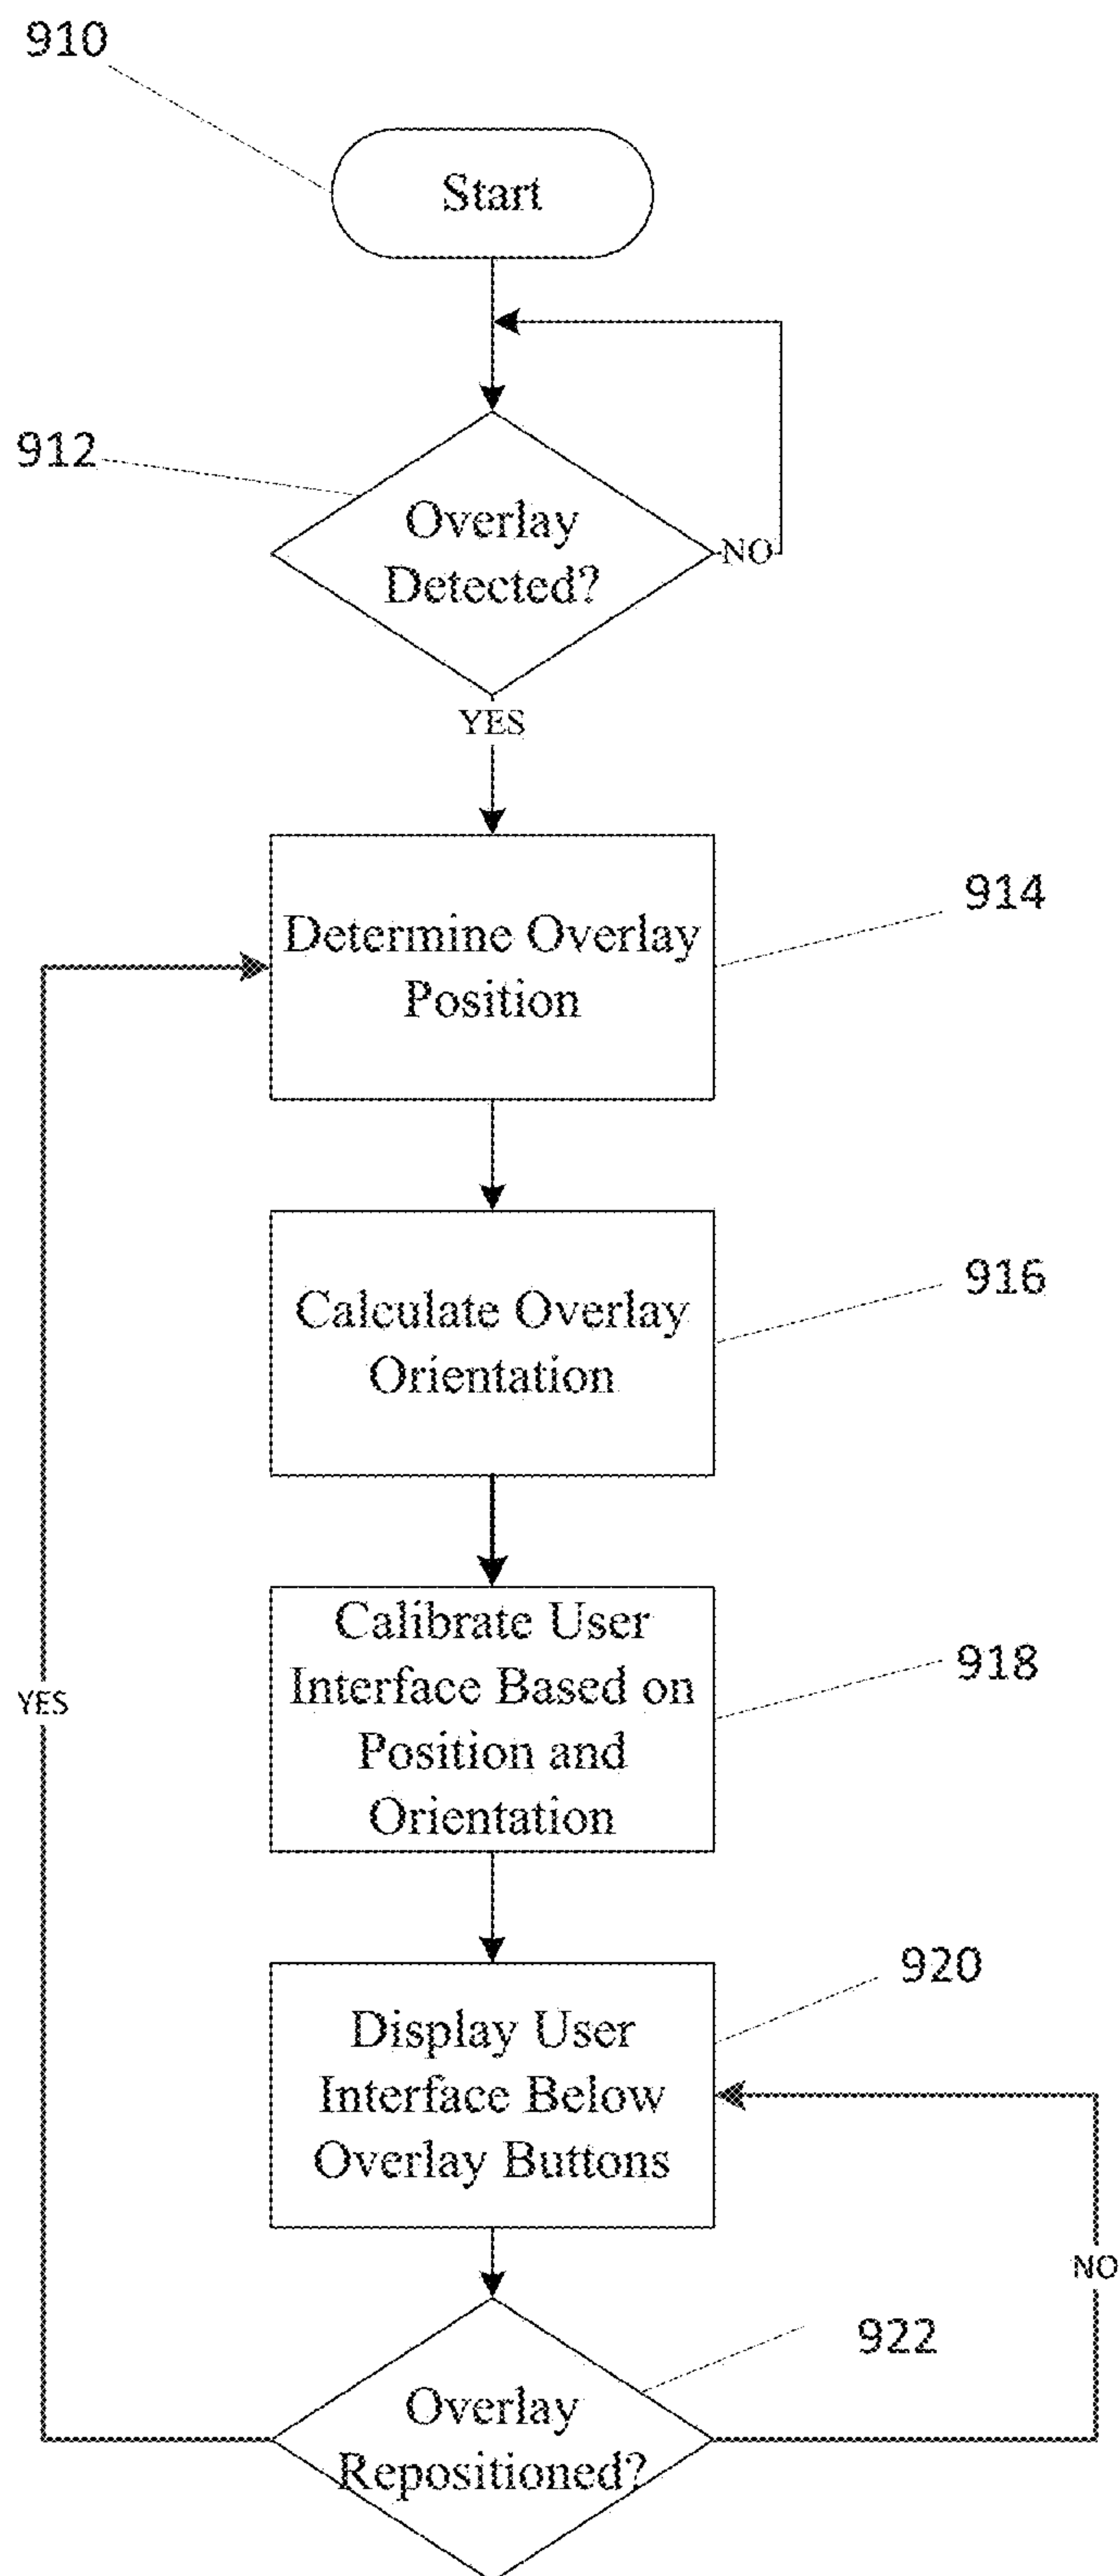 910
Start
912
Overlay
Detected?
NO
YES
914
Determine Overlay
Position
916
Calculate Overlay
Orientation
918
Calibrate User
Interface Based on
Position and
Orientation
YES
920
Display User
Interface Below
Overlay Buttons
NO
922
Overlay
Repositioned?